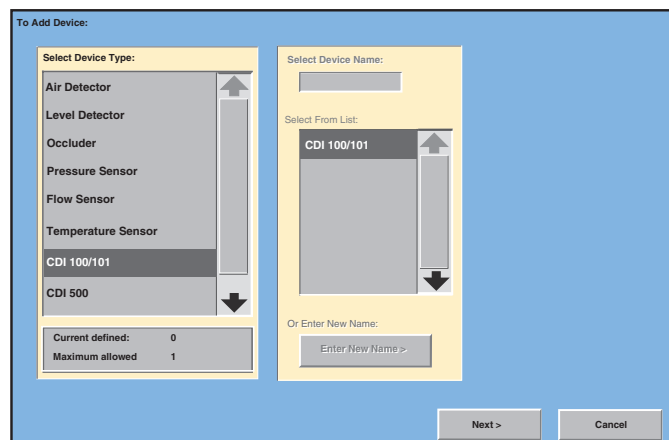 To Add Device:
Select Device Type:
Air Detector
Level Detector
Occluder
Pressure Sensor
Flow Sensor
Temperature Sensor
CDI 100/101
CDI 500
Current defined: 0
Maximum allowed 1
Select Device Name:
Select From List:
CDI 100/101
Or Enter New Name:
Enter New Name >
Next >
Cancel